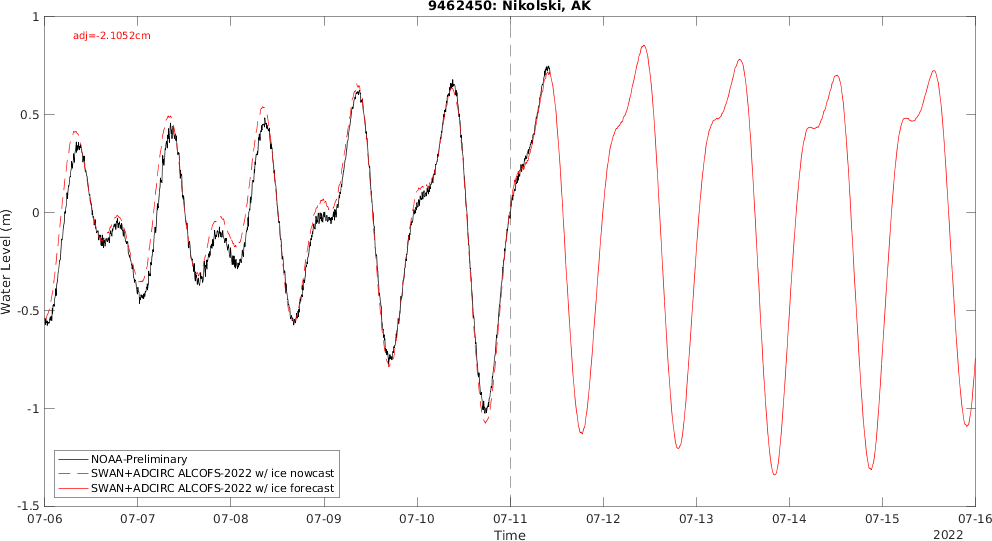 9462450: Nikolski, AK
adj=-2.1052cm
1
0.5
0
-0.5
-1
-1.5
Water Level (m)
NOAA-Preliminary
SWAN+ADCIRC ALCOFS-2022 w/ ice nowcast
SWAN+ADCIRC ALCOFS-2022 w/ ice forecast
07-06 07-07 07-08 07-09 07-10 07-11 07-12 07-13 07-14 07-15 07-16
Time
2022